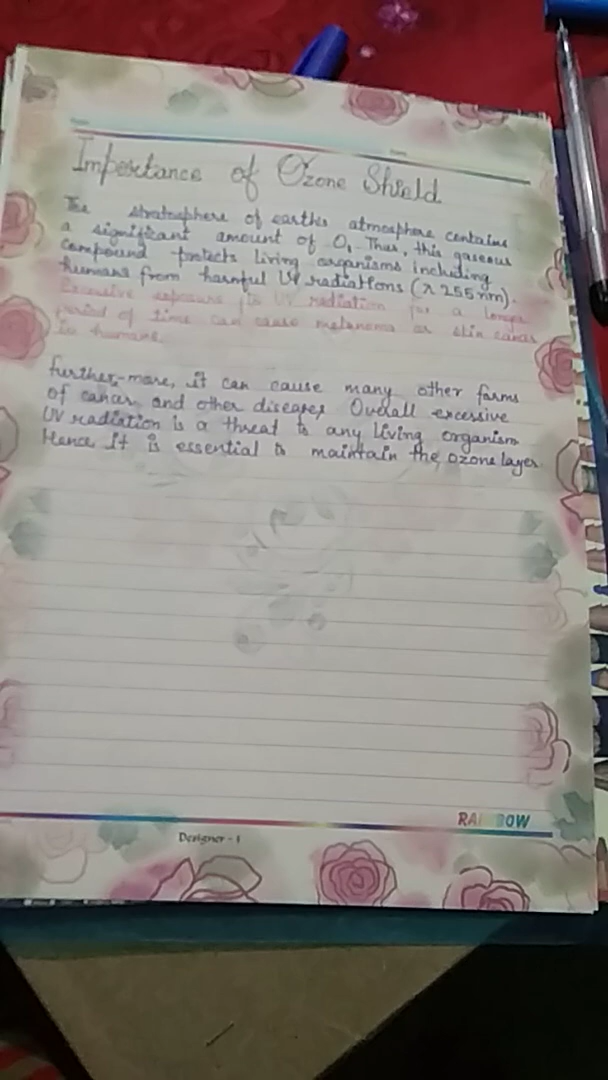 Importance of Ozone Shield
The stratosphere of earths atmosphere contains
a significant amount of O₃. Thus, this gaseous
compound protects living organisms including
humans from harmful UV radiations (λ 255 nm).
Excessive exposure to UV radiation for a longer
period of time can cause melanoma or skin cancer
in humans.
further-more, it can cause many other forms
of cancer and other diseases. Overall excessive
UV radiation is a threat to any living organism
Hence it is essential to maintain the ozone layer
RAINBOW
Designer - 1